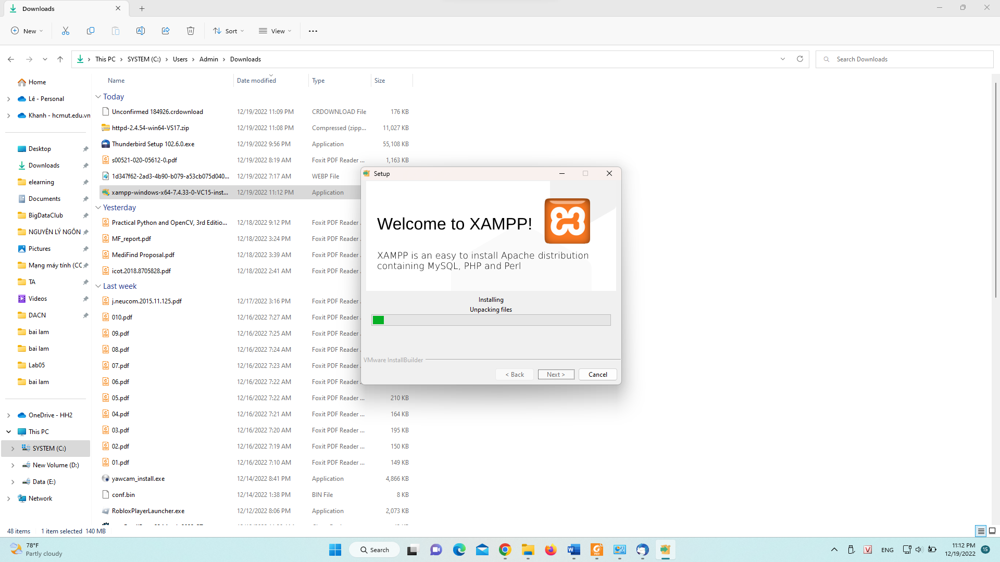 Downloads
New
Sort
View
This PC
SYSTEM (C:)
Users
Admin
Downloads
Search Downloads
Home
Lê - Personal
Khanh - hcmut.edu.vn
Desktop
Downloads
elearning
Documents
BigDataClub
NGUYÊN LÝ NGÔN
Pictures
Mạng máy tính (CC
TA
Videos
DACN
bai lam
bai lam
Lab05
bai lam
OneDrive - HH2
This PC
SYSTEM (C:)
New Volume (D:)
Data (E:)
Network
Name Date modified Type Size
Today
Unconfirmed 184926.crdownload 12/19/2022 11:09 PM CRDOWNLOAD File 176 KB
httpd-2.4.54-win64-VS17.zip 12/19/2022 11:08 PM Compressed (zipp... 11,027 KB
Thunderbird Setup 102.6.0.exe 12/19/2022 9:56 PM Application 55,108 KB
s00521-020-05612-0.pdf 12/19/2022 8:19 AM Foxit PDF Reader ... 1,163 KB
1d347f62-2ad3-4b90-b079-a53cb075d040... 12/19/2022 7:17 AM WEBP File
xampp-windows-x64-7.4.33-0-VC15-inst... 12/19/2022 11:12 PM Application
Yesterday
Practical Python and OpenCV, 3rd Editio... 12/18/2022 9:12 PM Foxit PDF Reader
MF_report.pdf 12/18/2022 3:24 PM Foxit PDF Reader
MediFind Proposal.pdf 12/18/2022 3:39 AM Foxit PDF Reader
icot.2018.8705828.pdf 12/18/2022 2:41 AM Foxit PDF Reader
Last week
j.neucom.2015.11.125.pdf 12/17/2022 3:16 PM Foxit PDF Reader
010.pdf 12/16/2022 7:27 AM Foxit PDF Reader
09.pdf 12/16/2022 7:25 AM Foxit PDF Reader
08.pdf 12/16/2022 7:24 AM Foxit PDF Reader
07.pdf 12/16/2022 7:23 AM Foxit PDF Reader
06.pdf 12/16/2022 7:22 AM Foxit PDF Reader
05.pdf 12/16/2022 7:22 AM Foxit PDF Reader ... 210 KB
04.pdf 12/16/2022 7:21 AM Foxit PDF Reader ... 164 KB
03.pdf 12/16/2022 7:20 AM Foxit PDF Reader ... 195 KB
02.pdf 12/16/2022 7:19 AM Foxit PDF Reader ... 150 KB
01.pdf 12/16/2022 7:10 AM Foxit PDF Reader ... 149 KB
yawcam_install.exe 12/14/2022 8:41 PM Application 4,866 KB
conf.bin 12/14/2022 1:38 PM BIN File 8 KB
RobloxPlayerLauncher.exe 12/12/2022 8:06 PM Application 2,073 KB
Setup
Welcome to XAMPP!
XAMPP is an easy to install Apache distribution
containing MySQL, PHP and Perl
Installing
Unpacking files
VMware InstallBuilder
< Back Next > Cancel
48 items 1 item selected 140 MB
78°F
Partly cloudy
Search
ENG
11:12 PM
12/19/2022
15